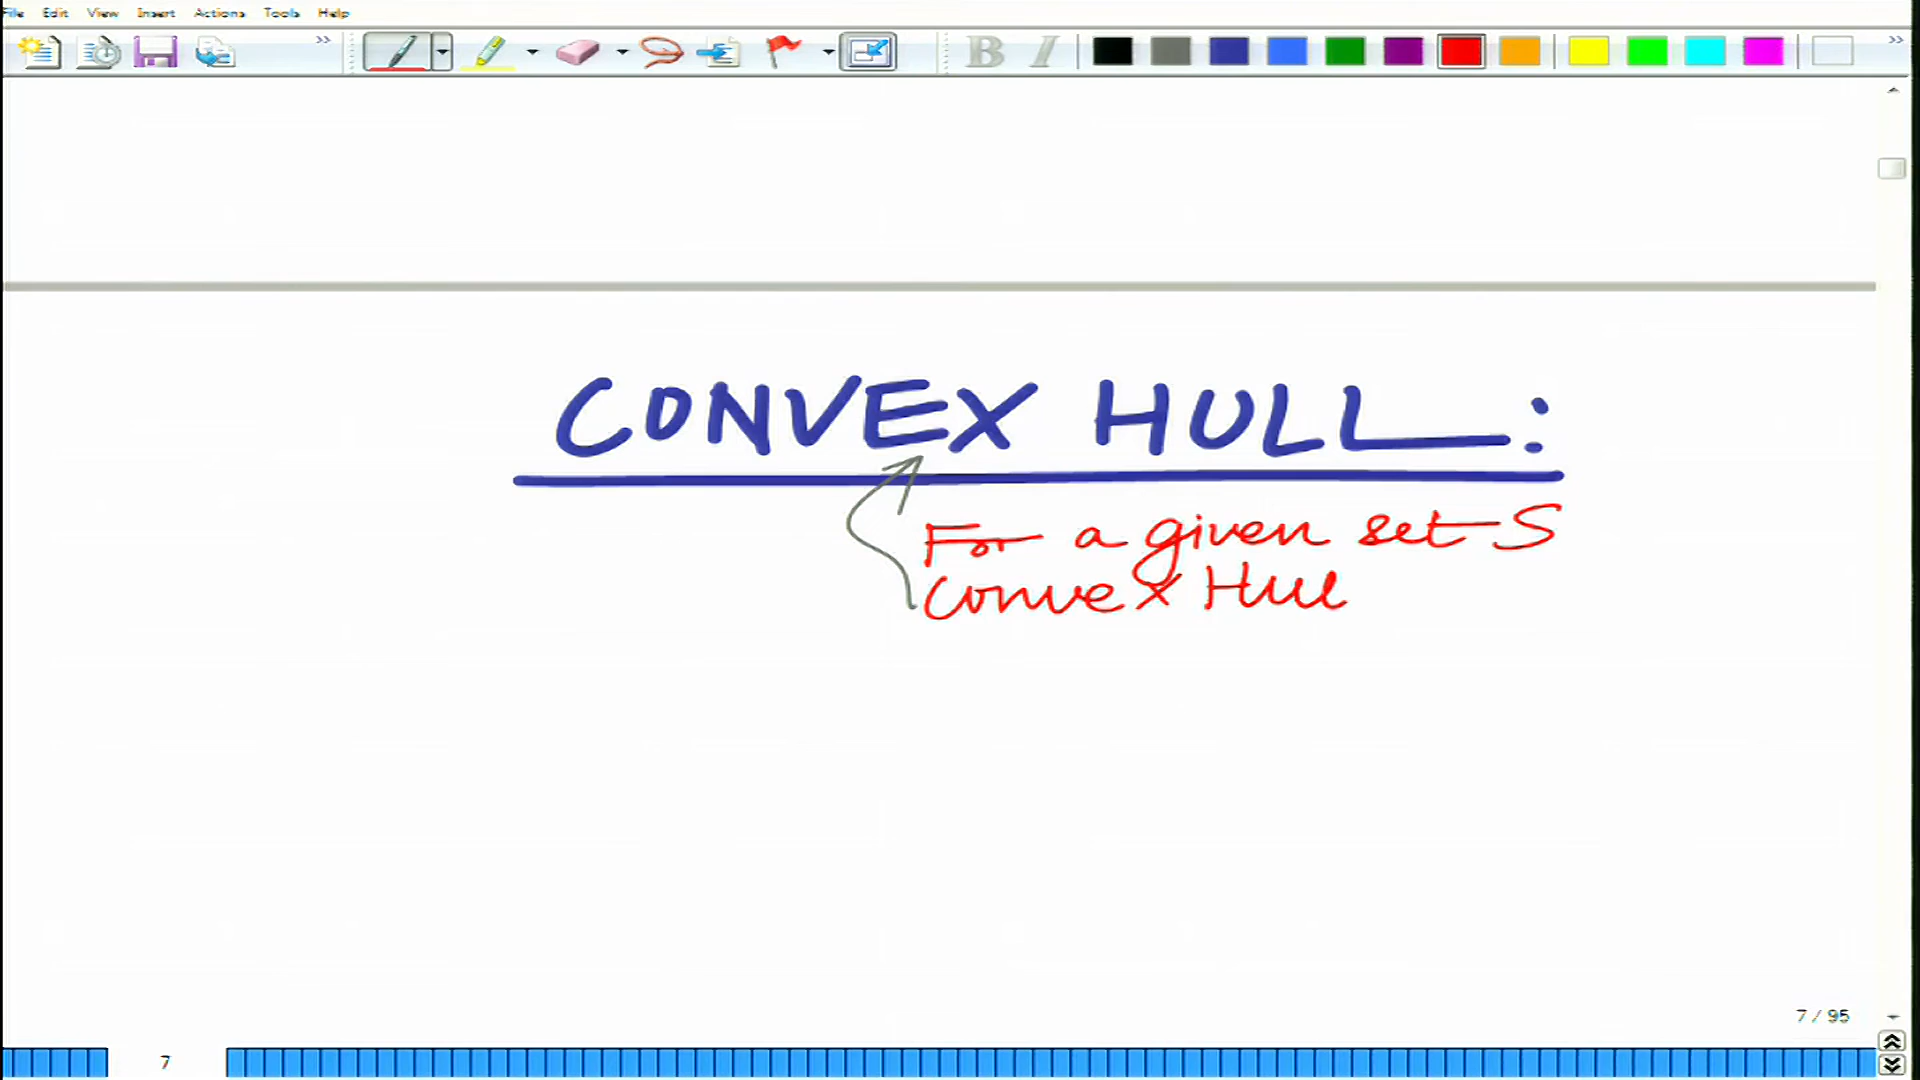 File Edit View Insert Actions Tools Help
B I
CONVEX HULL :
For a given set S
Convex Hull
7 / 95
7